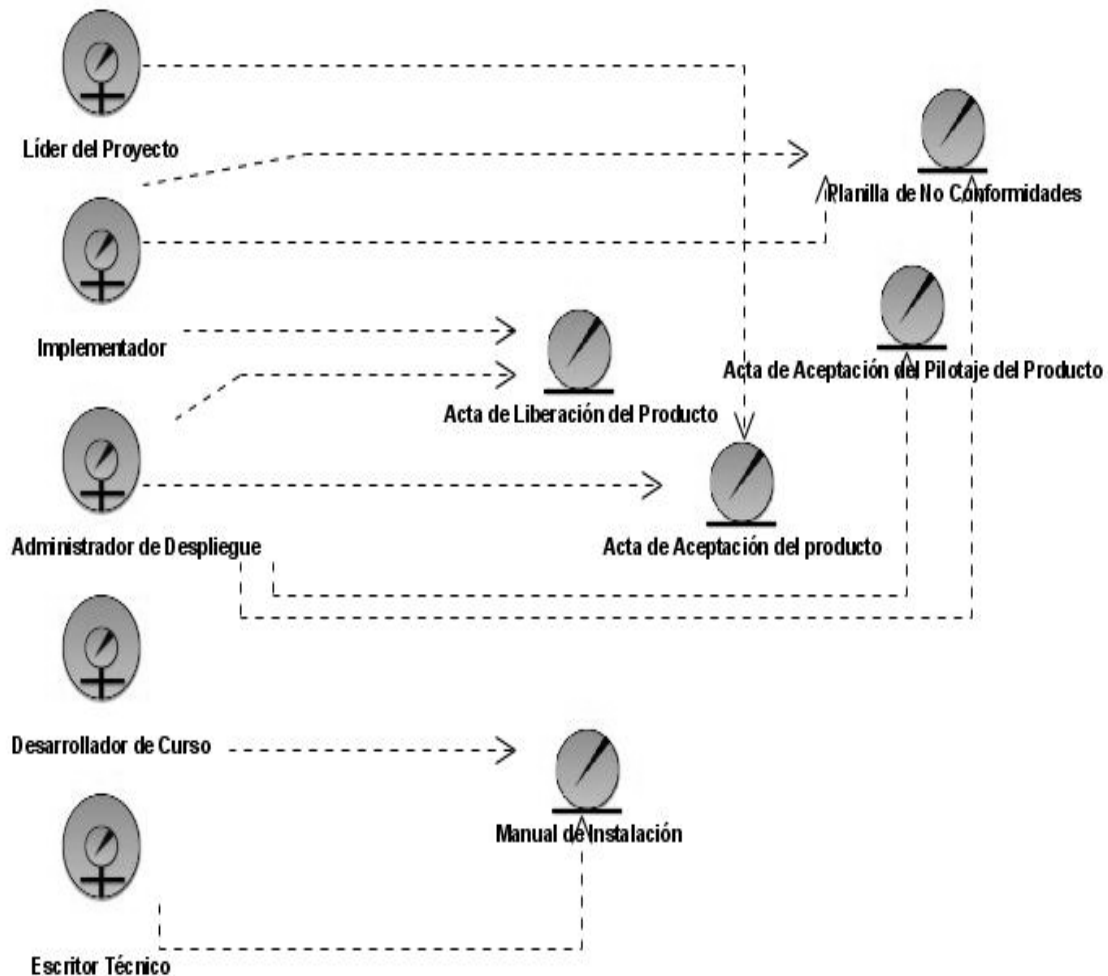 Líder del Proyecto
Planilla de No Conformidades
Implementador
Acta de Aceptación del Pilotaje del Producto
Acta de Liberación del Producto
Administrador de Despliegue
Acta de Aceptación del producto
Desarrollador de Curso
Manual de Instalación
Escritor Técnico